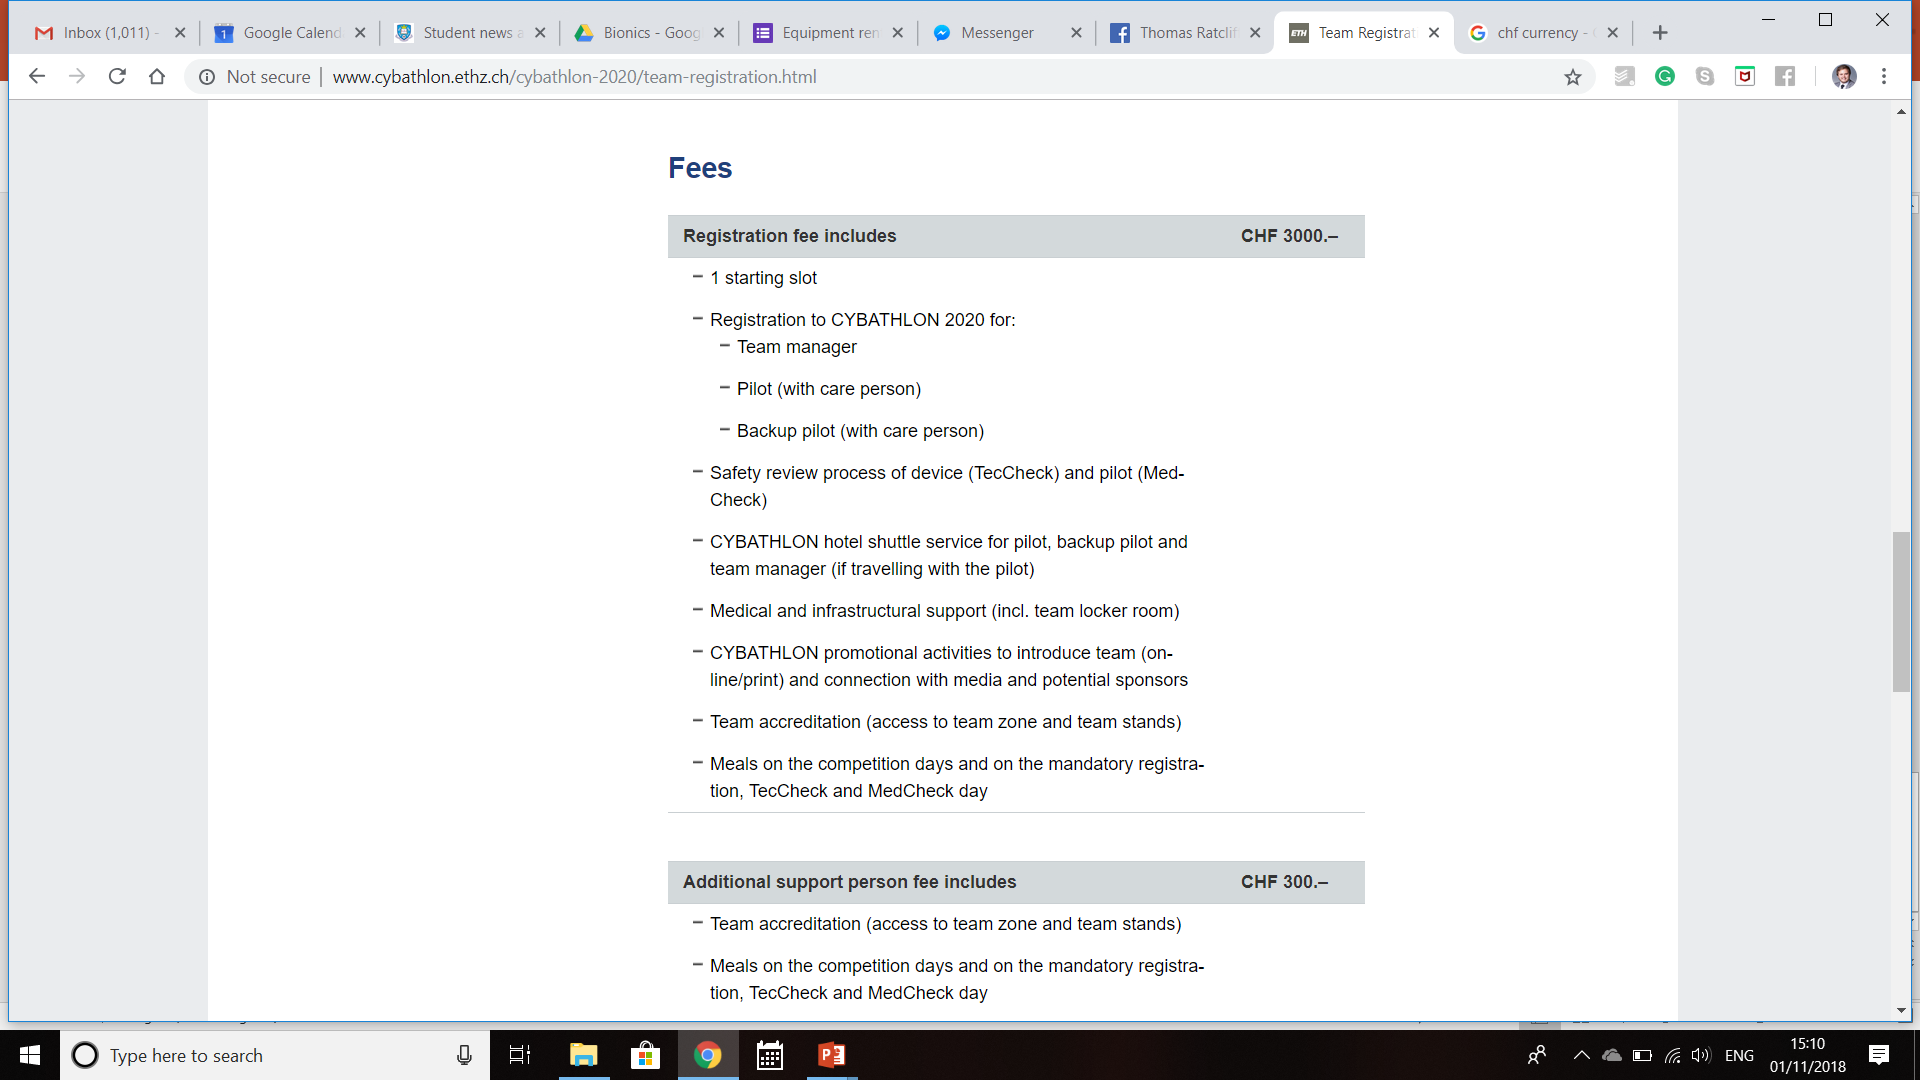 Inbox (1,011) -
Google Calend
Student news a
Bionics - Goog
Equipment ren
Messenger
Thomas Ratclif
ETH
Team Registrat
chf currency -
Not secure | www.cybathlon.ethz.ch/cybathlon-2020/team-registration.html
Fees
Registration fee includes CHF 3000.–
– 1 starting slot
– Registration to CYBATHLON 2020 for:
– Team manager
– Pilot (with care person)
– Backup pilot (with care person)
– Safety review process of device (TecCheck) and pilot (Med-
Check)
– CYBATHLON hotel shuttle service for pilot, backup pilot and
team manager (if travelling with the pilot)
– Medical and infrastructural support (incl. team locker room)
– CYBATHLON promotional activities to introduce team (on-
line/print) and connection with media and potential sponsors
– Team accreditation (access to team zone and team stands)
– Meals on the competition days and on the mandatory registra-
tion, TecCheck and MedCheck day
Additional support person fee includes CHF 300.–
– Team accreditation (access to team zone and team stands)
– Meals on the competition days and on the mandatory registra-
tion, TecCheck and MedCheck day
Type here to search
ENG
15:10
01/11/2018